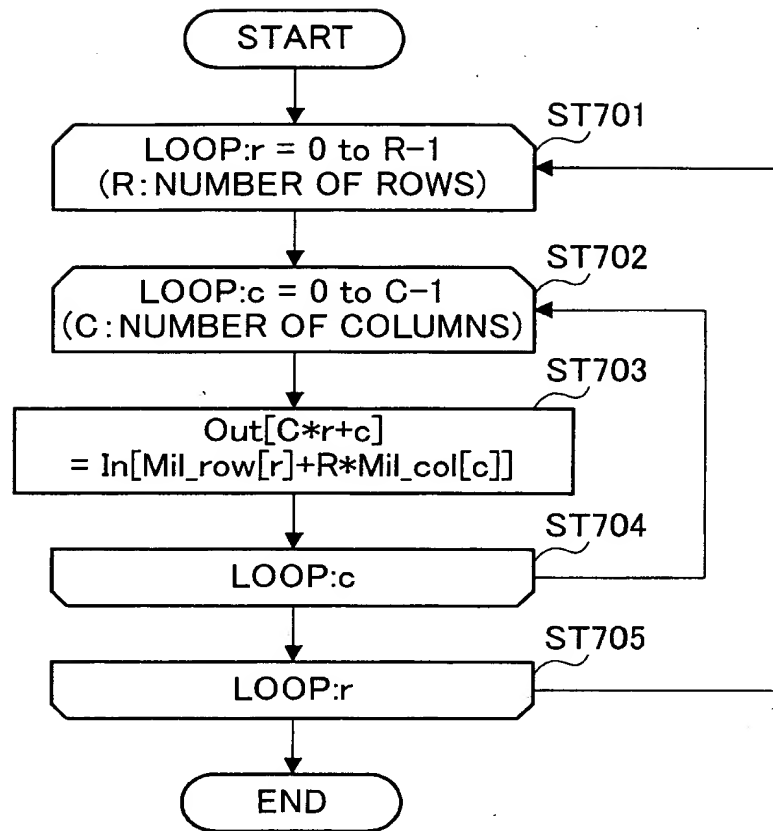 START
ST701
LOOP:r = 0 to R-1
(R:NUMBER OF ROWS)
ST702
LOOP:c = 0 to C-1
(C:NUMBER OF COLUMNS)
ST703
Out[C*r+c]
= In[Mil_row[r]+R*Mil_col[c]]
ST704
LOOP:c
ST705
LOOP:r
END